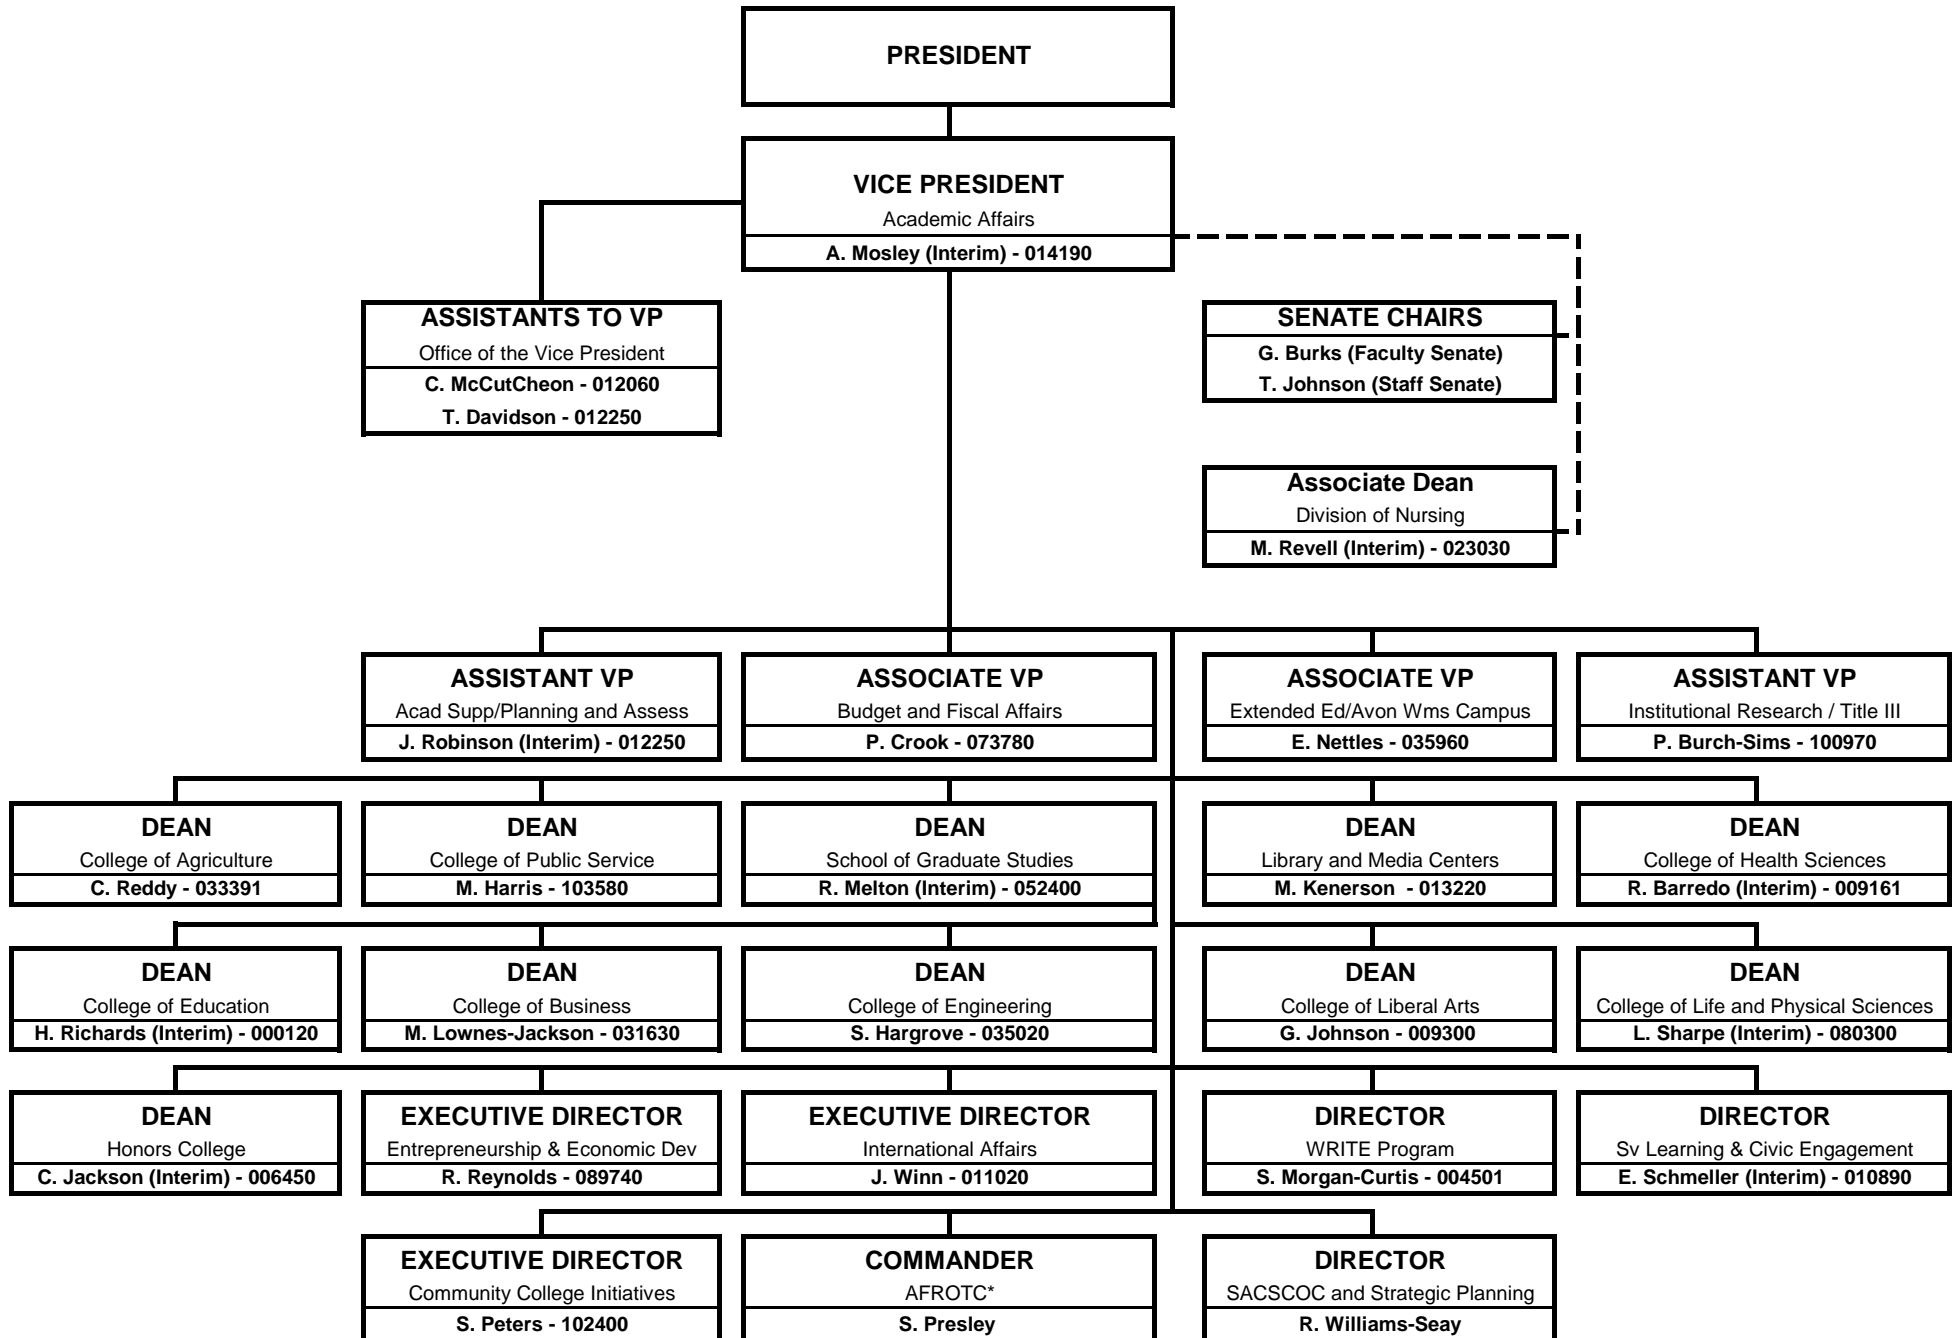 PRESIDENT
VICE PRESIDENT
Academic Affairs
A. Mosley (Interim) - 014190
ASSISTANTS TO VP
Office of the Vice President
C. McCutCheon - 012060
T. Davidson - 012250
SENATE CHAIRS
G. Burks (Faculty Senate)
T. Johnson (Staff Senate)
Associate Dean
Division of Nursing
M. Revell (Interim) - 023030
ASSISTANT VP
Acad Supp/Planning and Assess
J. Robinson (Interim) - 012250
ASSOCIATE VP
Budget and Fiscal Affairs
P. Crook - 073780
ASSOCIATE VP
Extended Ed/Avon Wms Campus
E. Nettles - 035960
ASSISTANT VP
Institutional Research / Title III
P. Burch-Sims - 100970
DEAN
College of Agriculture
C. Reddy - 033391
DEAN
College of Public Service
M. Harris - 103580
DEAN
School of Graduate Studies
R. Melton (Interim) - 052400
DEAN
Library and Media Centers
M. Kenerson - 013220
DEAN
College of Health Sciences
R. Barredo (Interim) - 009161
DEAN
College of Education
H. Richards (Interim) - 000120
DEAN
College of Business
M. Lownes-Jackson - 031630
DEAN
College of Engineering
S. Hargrove - 035020
DEAN
College of Liberal Arts
G. Johnson - 009300
DEAN
College of Life and Physical Sciences
L. Sharpe (Interim) - 080300
DEAN
Honors College
C. Jackson (Interim) - 006450
EXECUTIVE DIRECTOR
Entrepreneurship & Economic Dev
R. Reynolds - 089740
EXECUTIVE DIRECTOR
International Affairs
J. Winn - 011020
DIRECTOR
WRITE Program
S. Morgan-Curtis - 004501
DIRECTOR
Sv Learning & Civic Engagement
E. Schmeller (Interim) - 010890
EXECUTIVE DIRECTOR
Community College Initiatives
S. Peters - 102400
COMMANDER
AFROTC*
S. Presley
DIRECTOR
SACSCOC and Strategic Planning
R. Williams-Seay